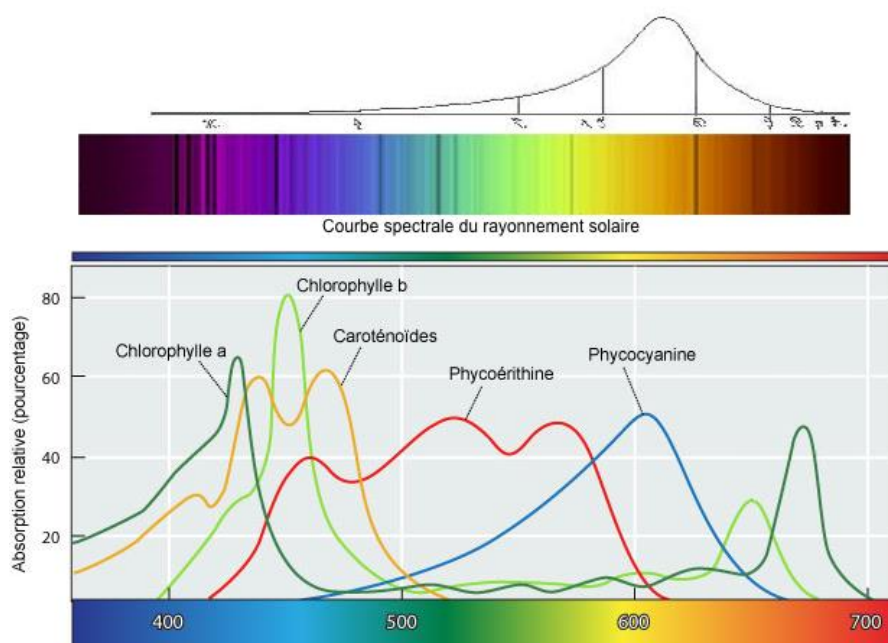 Courbe spectrale du rayonnement solaire
Absorption relative (pourcentage)
80
60
40
20
Chlorophylle b
Chlorophylle a
Caroténoïdes
Phycoérithine
Phycocyanine
400
500
600
700